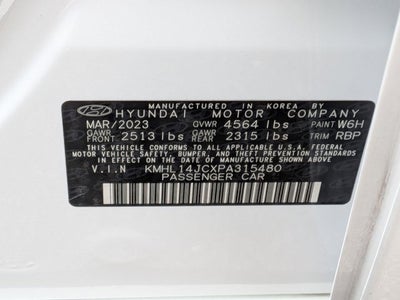 MANUFACTURED IN KOREA BY
HYUNDAI MOTOR COMPANY
MAR/2023 GVWR 4564 lbs PAINT W6H
GAWR FRONT 2513 lbs GAWR REAR 2315 lbs TRIM RBP
THIS VEHICLE CONFORMS TO ALL APPLICABLE U.S. FEDERAL
MOTOR VEHICLE SAFETY, BUMPER, AND THEFT PREVENTION STANDARDS
IN EFFECT ON THE DATE OF MANUFACTURE SHOWN ABOVE.
V.I.N KMHL14JCXPA315480
PASSENGER CAR